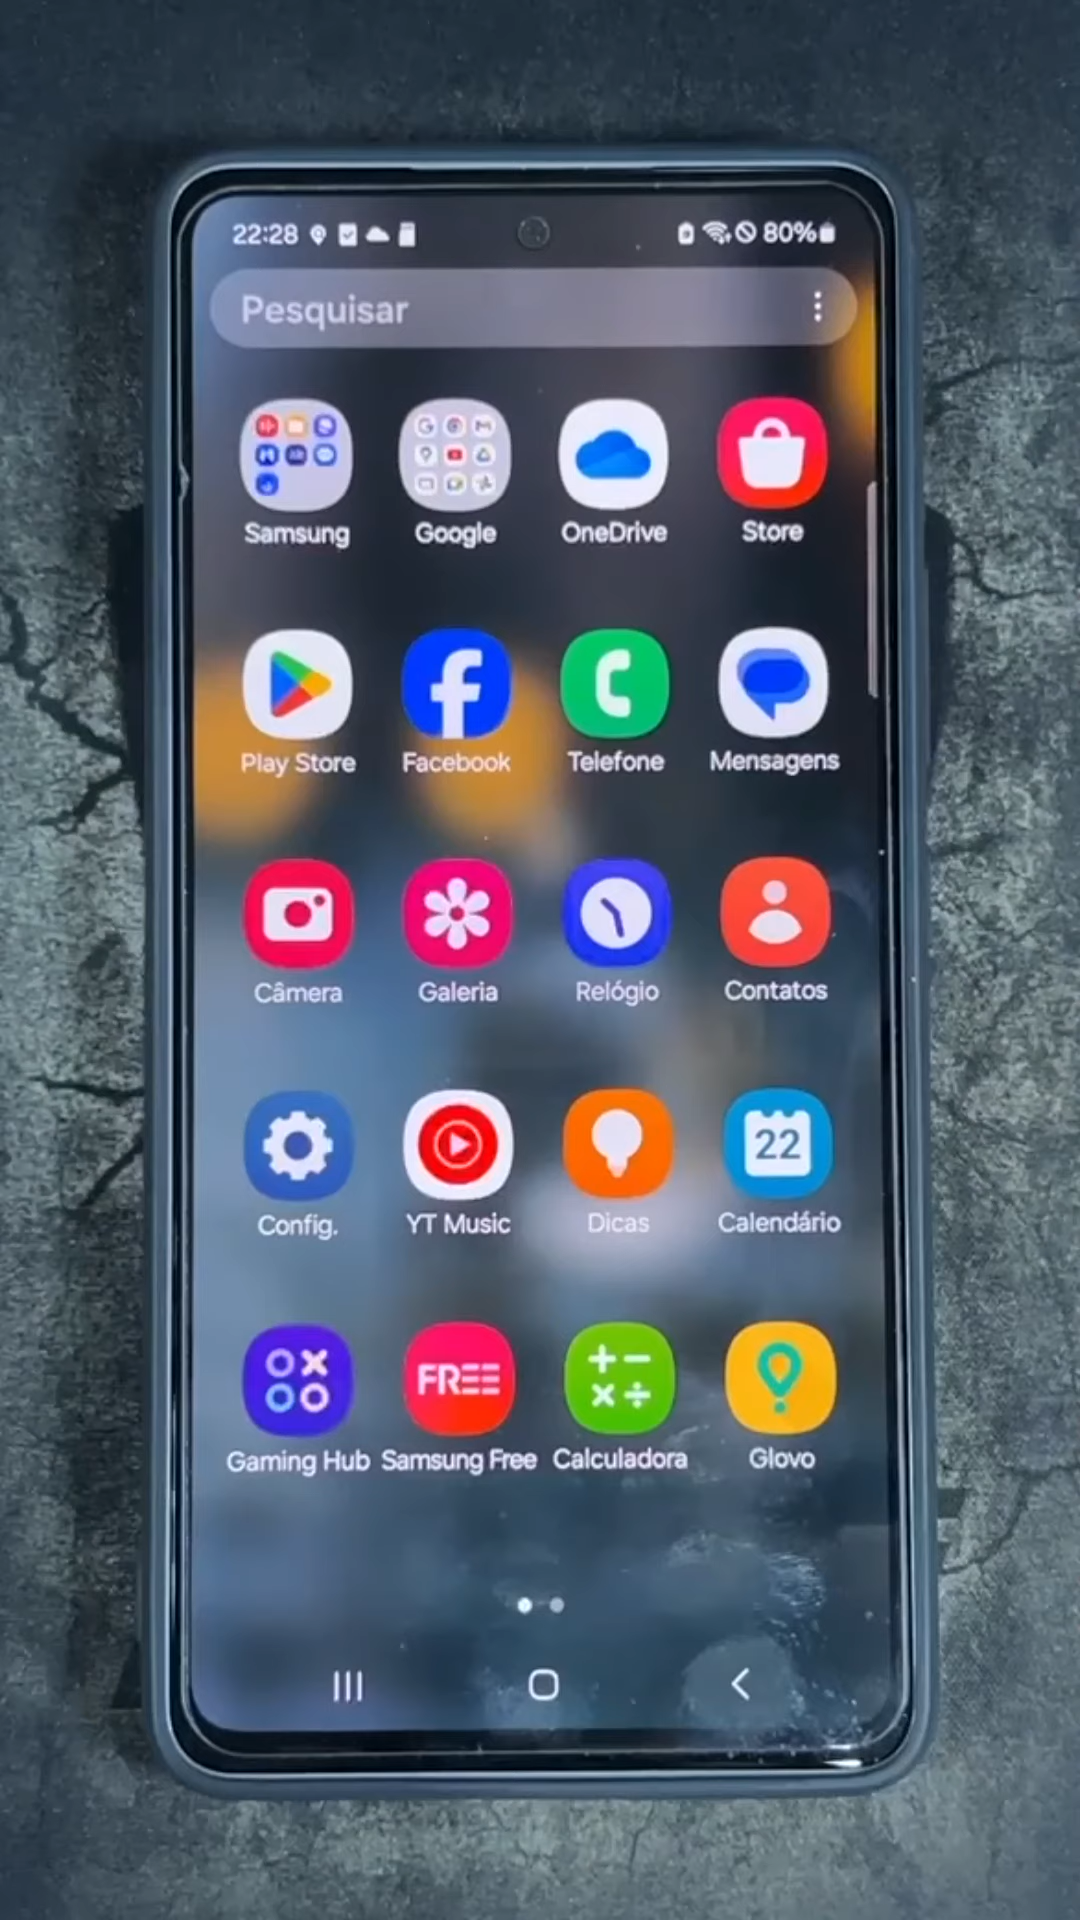 22:28
80%
Pesquisar
Samsung
Google
OneDrive
Store
Play Store
Facebook
Telefone
Mensagens
Câmera
Galeria
Relógio
Contatos
22
Config.
YT Music
Dicas
Calendário
FREE
Gaming Hub
Samsung Free
Calculadora
Glovo